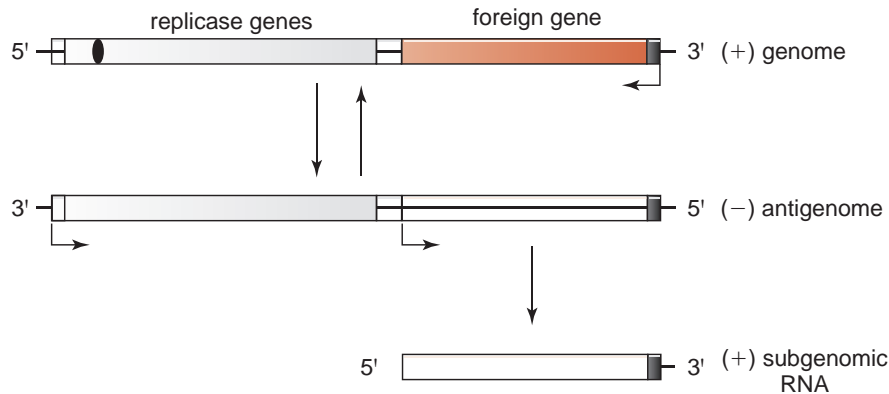 replicase genes
foreign gene
5' 3' (+) genome
3' 5' (−) antigenome
5' 3' (+) subgenomic
RNA